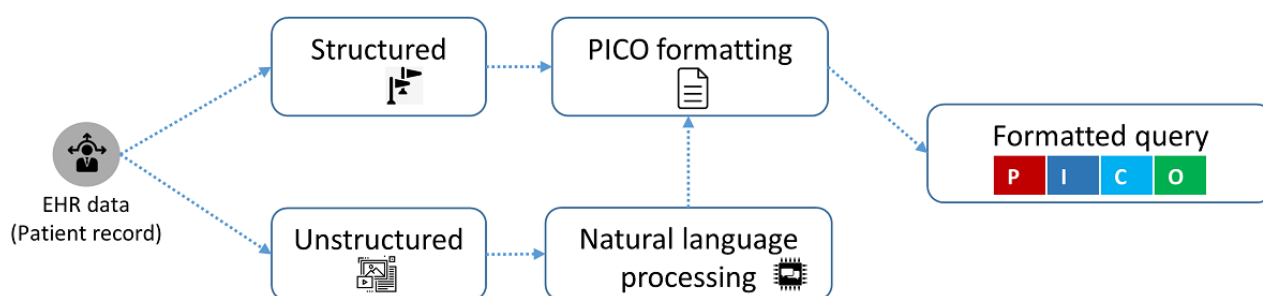 Structured
PICO formatting
EHR data
(Patient record)
Formatted query
P I C O
Unstructured
Natural language
processing